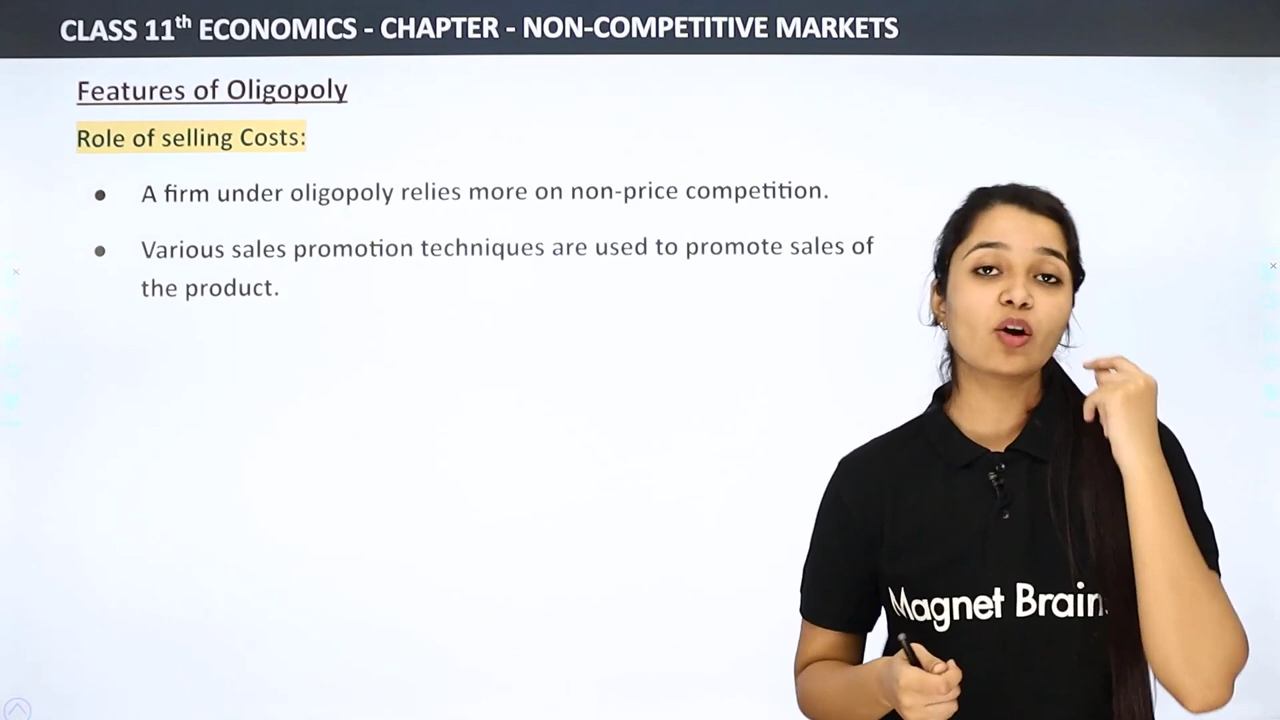 CLASS 11th ECONOMICS - CHAPTER - NON-COMPETITIVE MARKETS
Features of Oligopoly
Role of selling Costs:
● A firm under oligopoly relies more on non-price competition.
● Various sales promotion techniques are used to promote sales of
the product.
Magnet Brain